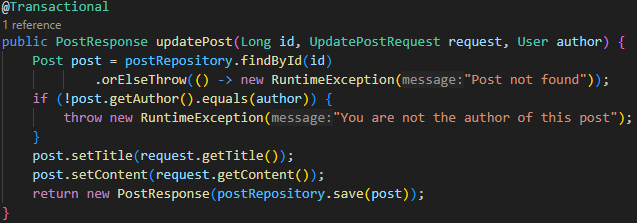 @Transactional
1 reference
public PostResponse updatePost(Long id, UpdatePostRequest request, User author) {
    Post post = postRepository.findById(id)
            .orElseThrow(() -> new RuntimeException(message:"Post not found"));
    if (!post.getAuthor().equals(author)) {
        throw new RuntimeException(message:"You are not the author of this post");
    }
    post.setTitle(request.getTitle());
    post.setContent(request.getContent());
    return new PostResponse(postRepository.save(post));
}